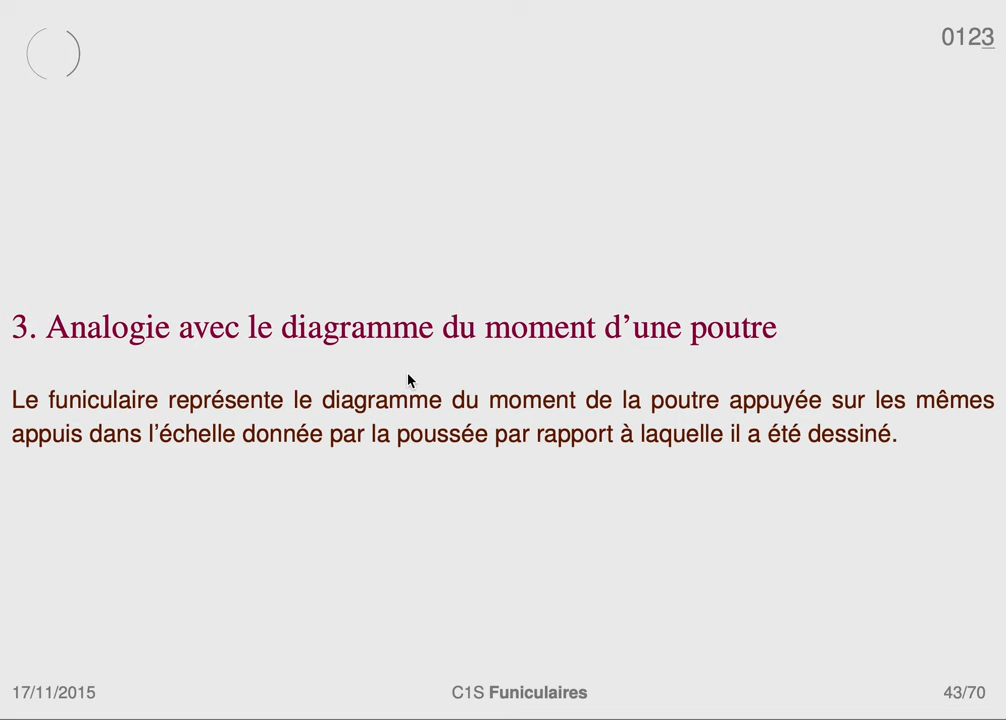 0123
3. Analogie avec le diagramme du moment d’une poutre
Le funiculaire représente le diagramme du moment de la poutre appuyée sur les mêmes
appuis dans l’échelle donnée par la poussée par rapport à laquelle il a été dessiné.
17/11/2015 C1S Funiculaires 43/70